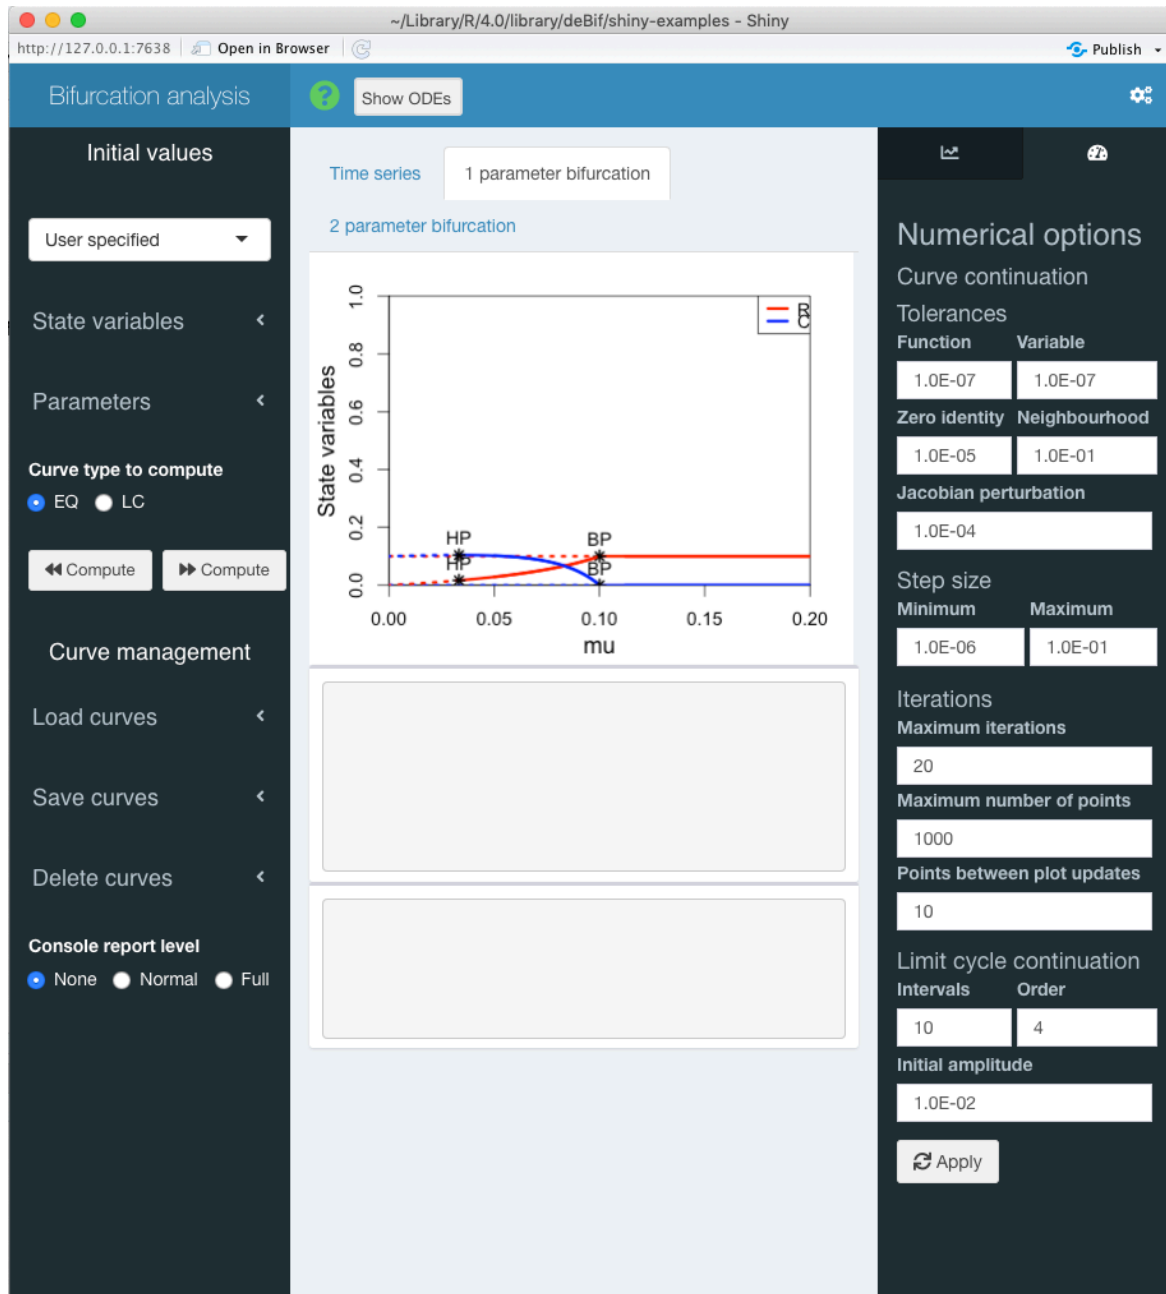 ~/Library/R/4.0/library/deBif/shiny-examples - Shiny
http://127.0.0.1:7638 Open in Browser Publish
Bifurcation analysis ? Show ODEs
Initial values
User specified
State variables
Parameters
Curve type to compute
EQ LC
Compute Compute
Curve management
Load curves
Save curves
Delete curves
Console report level
None Normal Full
Time series 1 parameter bifurcation
2 parameter bifurcation
State variables
1.0
0.8
0.6
0.4
0.2
0.0
R
C
HP BP
HP BP
0.00 0.05 0.10 0.15 0.20
mu
Numerical options
Curve continuation
Tolerances
Function Variable
1.0E-07 1.0E-07
Zero identity Neighbourhood
1.0E-05 1.0E-01
Jacobian perturbation
1.0E-04
Step size
Minimum Maximum
1.0E-06 1.0E-01
Iterations
Maximum iterations
20
Maximum number of points
1000
Points between plot updates
10
Limit cycle continuation
Intervals Order
10 4
Initial amplitude
1.0E-02
Apply